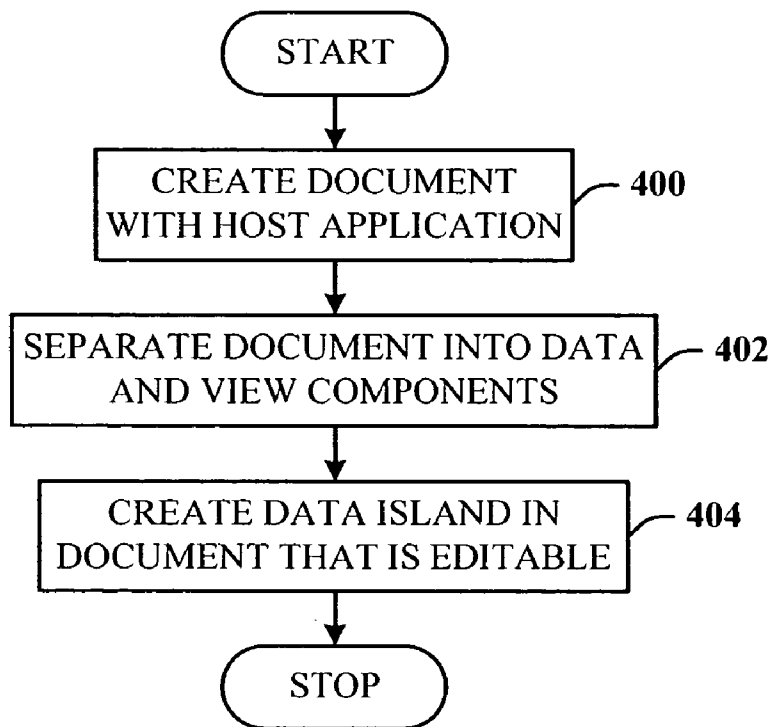 START
CREATE DOCUMENT
WITH HOST APPLICATION
400
SEPARATE DOCUMENT INTO DATA
AND VIEW COMPONENTS
402
CREATE DATA ISLAND IN
DOCUMENT THAT IS EDITABLE
404
STOP